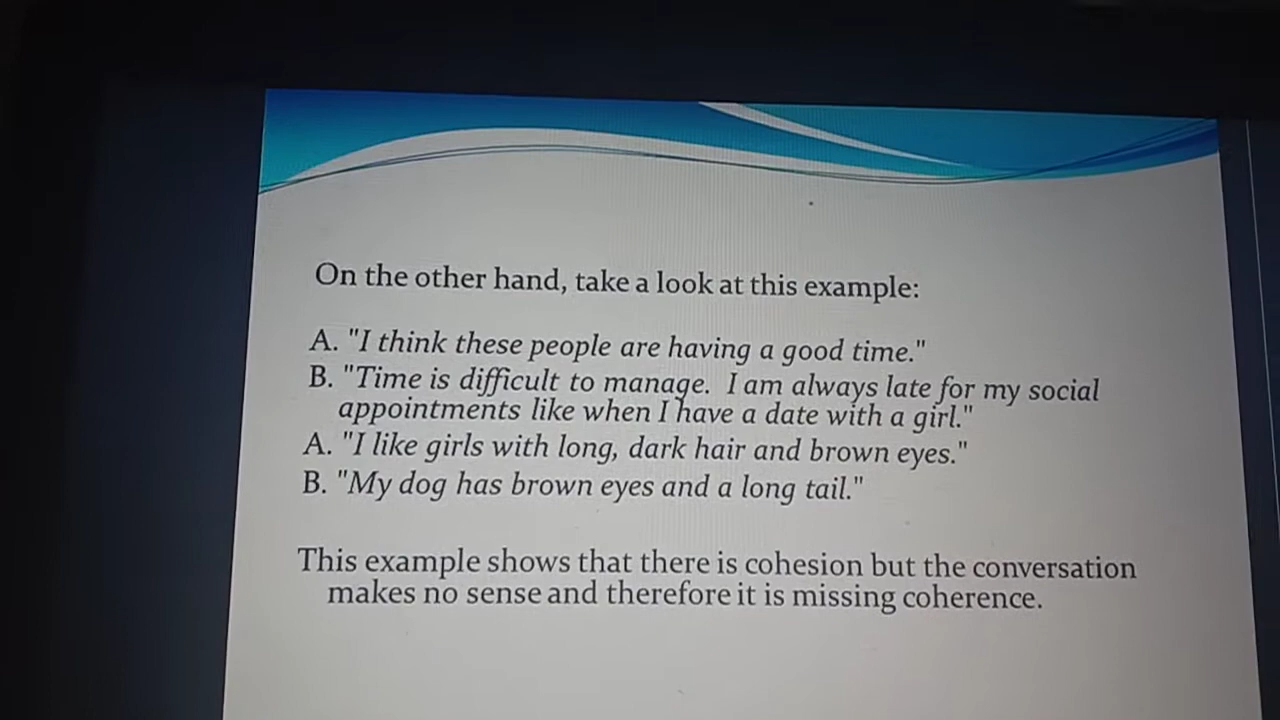 On the other hand, take a look at this example:
A. "I think these people are having a good time."
B. "Time is difficult to manage. I am always late for my social
appointments like when I have a date with a girl."
A. "I like girls with long, dark hair and brown eyes."
B. "My dog has brown eyes and a long tail."
This example shows that there is cohesion but the conversation
makes no sense and therefore it is missing coherence.